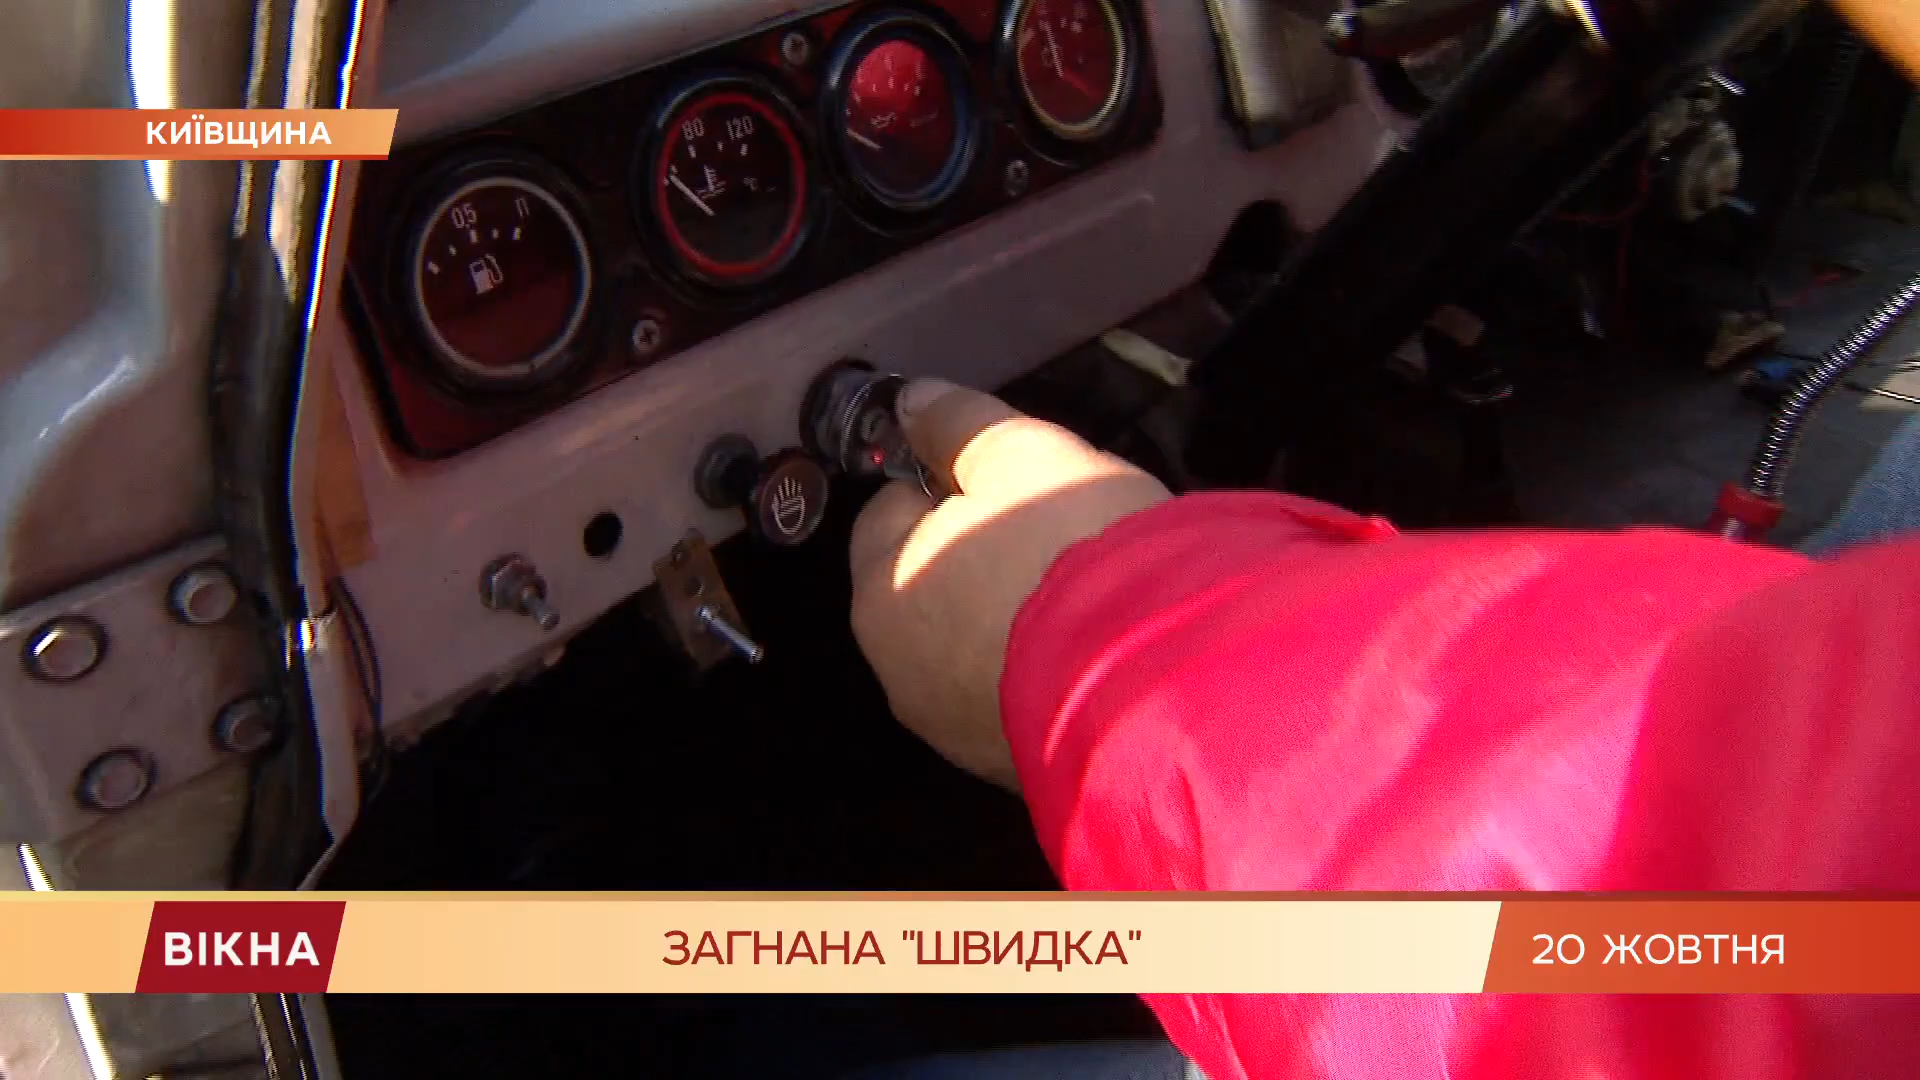 КИЇВЩИНА
0,5 П
80 120
°C
ВІКНА
ЗАГНАНА "ШВИДКА"
20 ЖОВТНЯ